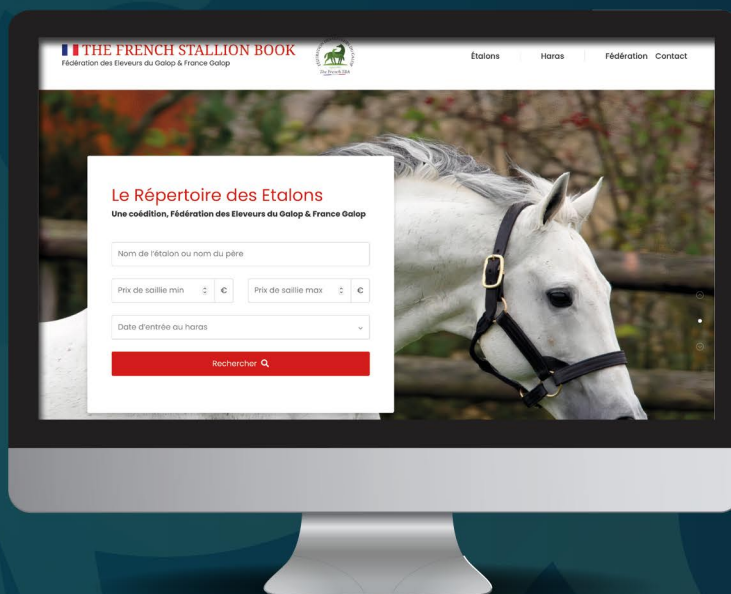 THE FRENCH STALLION BOOK
Fédération des Eleveurs du Galop & France Galop
Étalons
Haras
Fédération
Contact
Le Répertoire des Etalons
Une coédition, Fédération des Eleveurs du Galop & France Galop
Nom de l'étalon ou nom du père
Prix de saillie min
€
Prix de saillie max
€
Date d'entrée au haras
Rechercher